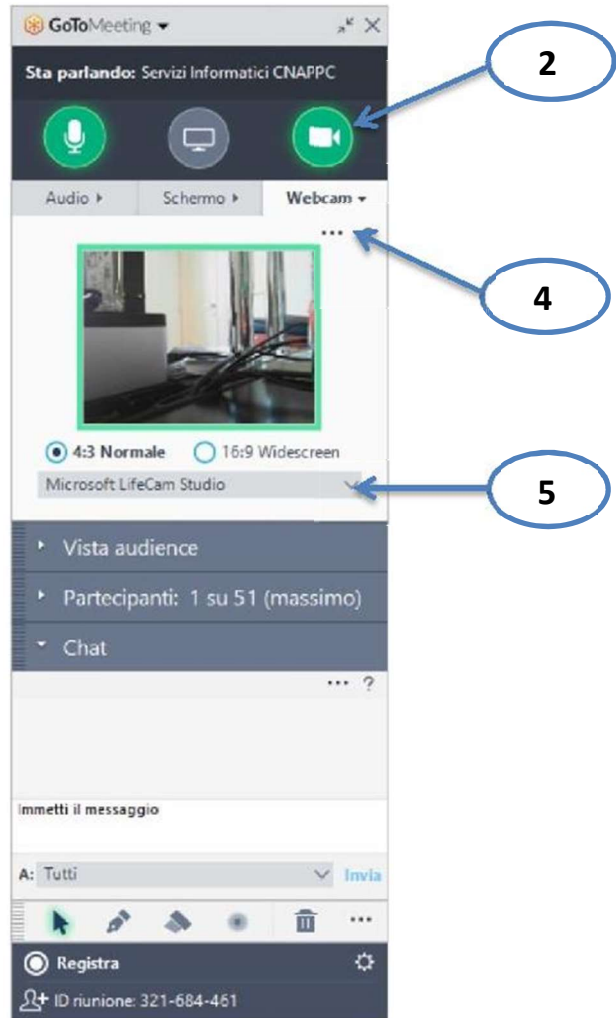 GoToMeeting
Sta parlando: Servizi Informatici CNAPPC
2
Audio Schermo Webcam
4
4:3 Normale 16:9 Widescreen
Microsoft LifeCam Studio
5
Vista audience
Partecipanti: 1 su 51 (massimo)
Chat
... ?
Immetti il messaggio
A: Tutti Invia
Registra
ID riunione: 321-684-461